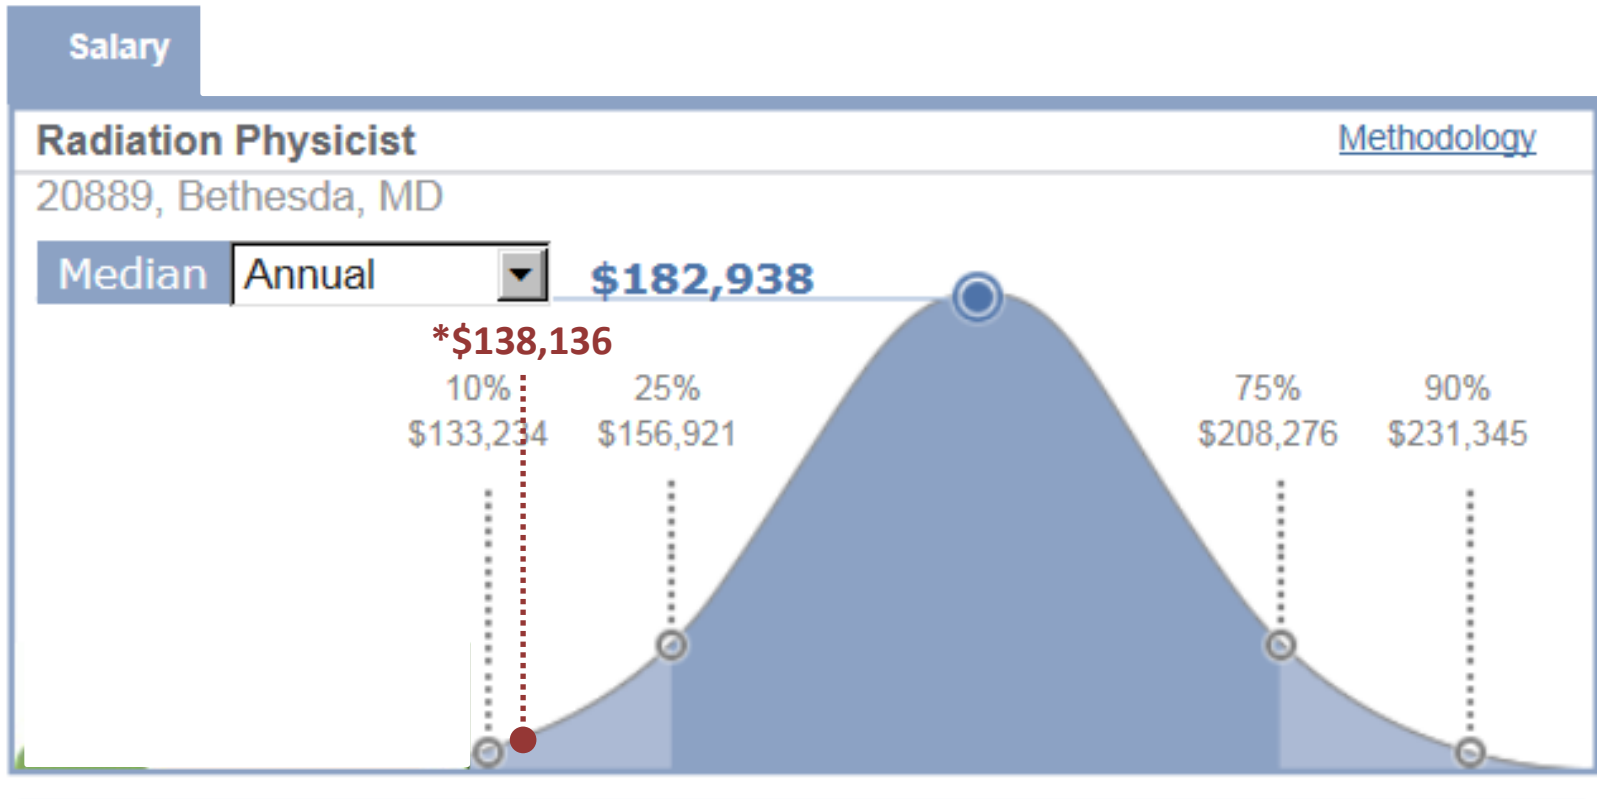 Salary
Radiation Physicist
Methodology
20889, Bethesda, MD
Median Annual $182,938
*$138,136
10% 25% 75% 90%
$133,234 $156,921 $208,276 $231,345